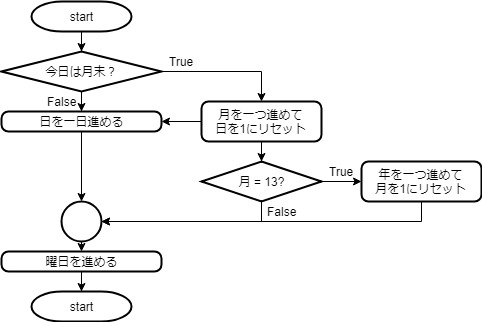 start
今日は月末？
True
False
日を一日進める
月を一つ進めて
日を1にリセット
月 = 13?
True
年を一つ進めて
月を1にリセット
False
曜日を進める
start